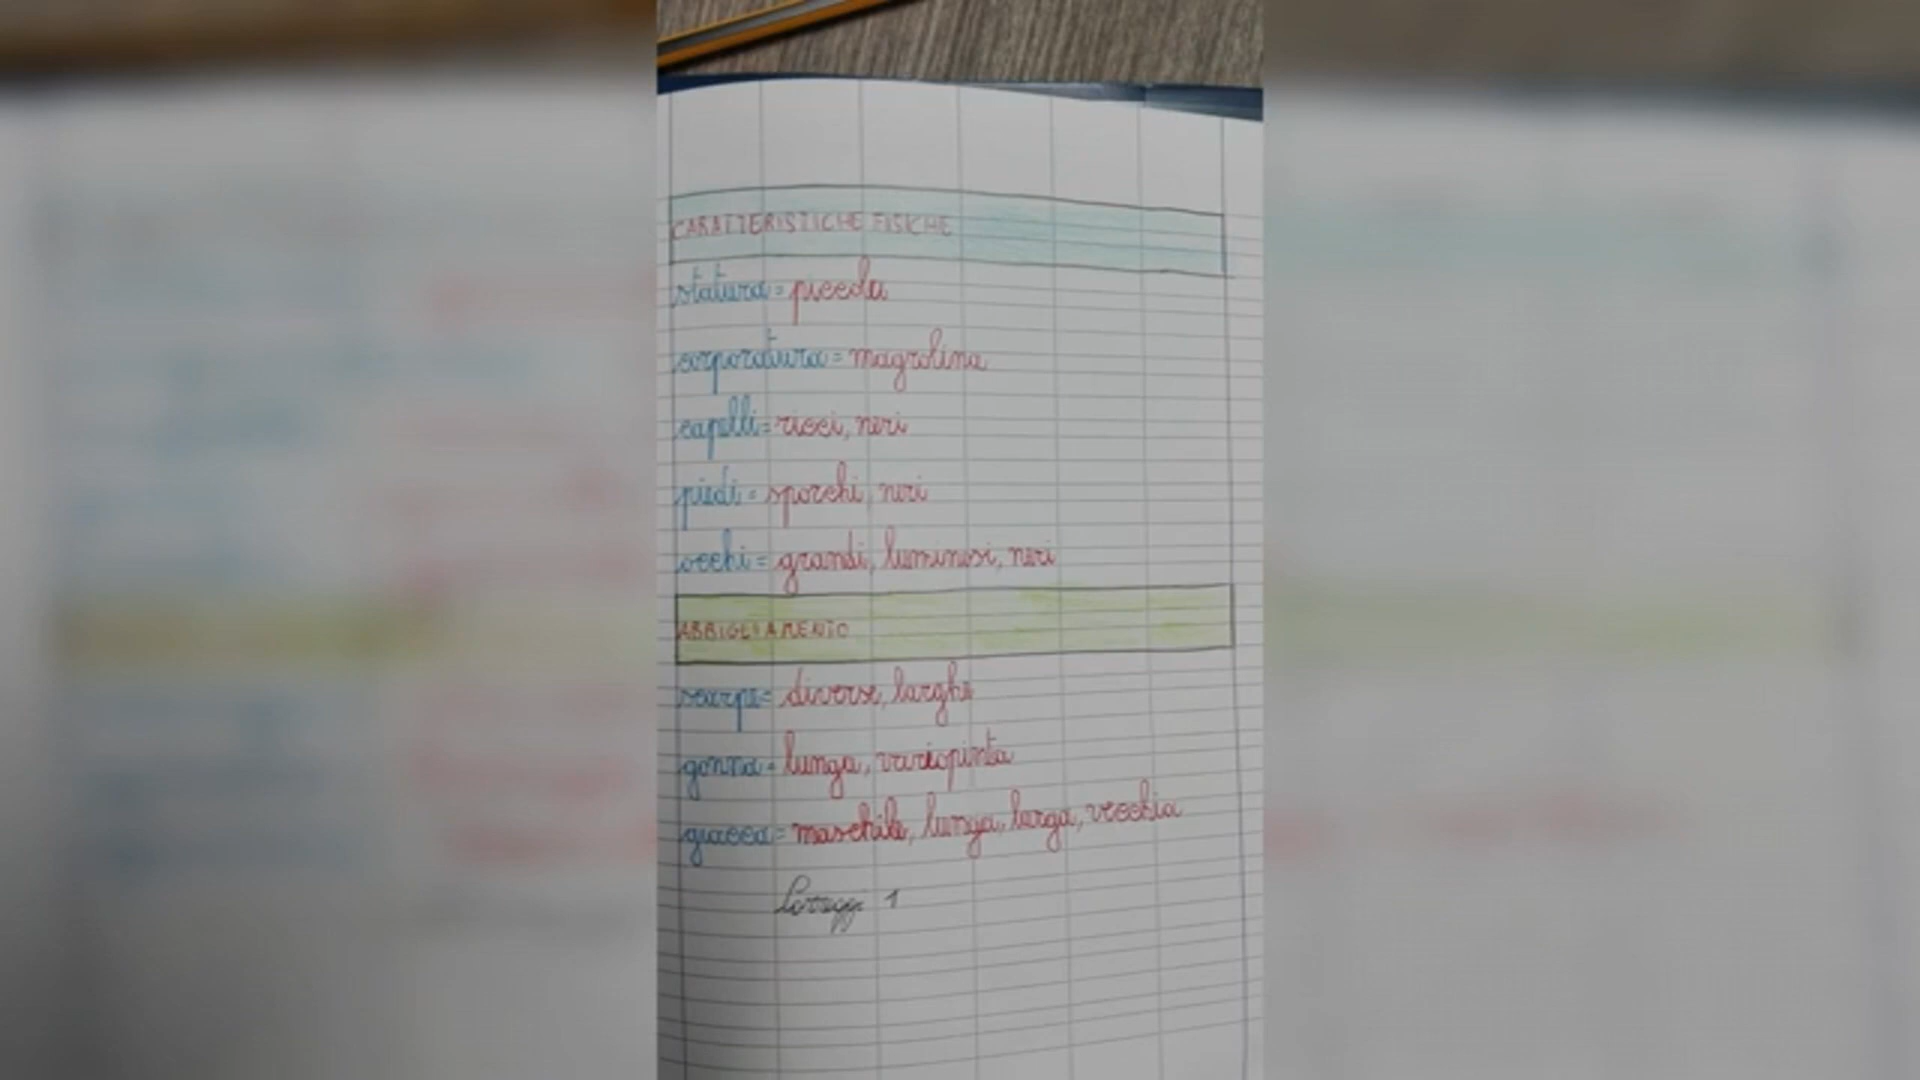 CARATTERISTICHE FISICHE
statura = piccola
corporatura = magrolina
capelli = ricci, neri
piedi = sporchi, neri
occhi = grandi, luminosi, neri
ABBIGLIAMENTO
scarpe = diverse, larghe
gonna = lunga, variopinta
giacca = maschile, lunga, larga, vecchia
1